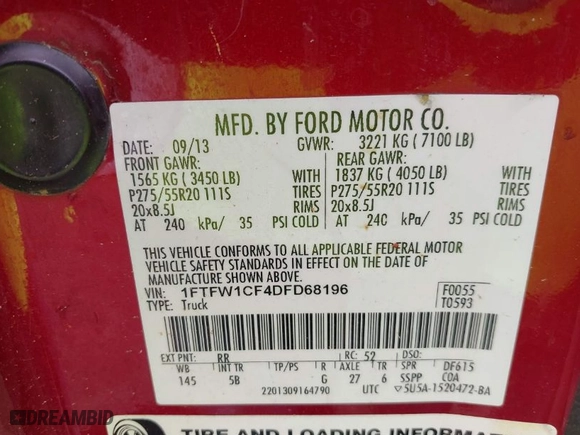 MFD. BY FORD MOTOR CO.
DATE: 09/13 GVWR: 3221 KG ( 7100 LB)
FRONT GAWR: REAR GAWR:
1565 KG ( 3450 LB) WITH 1837 KG ( 4050 LB) WITH
P275/55R20 111S TIRES P275/55R20 111S TIRES
20x8.5J RIMS 20x8.5J RIMS
AT 240 kPa/ 35 PSI COLD AT 240 kPa/ 35 PSI COLD
THIS VEHICLE CONFORMS TO ALL APPLICABLE FEDERAL MOTOR
VEHICLE SAFETY STANDARDS IN EFFECT ON THE DATE OF
MANUFACTURE SHOWN ABOVE.
VIN: 1FTFW1CF4DFD68196 F0055
TYPE: Truck T0593
EXT PNT: RR RC: 52 DSO:
WB INT TR TP/PS R AXLE TR SPR DF615
145 5B G 27 6 SSPP COA
2201309164790 UTC ▽5U5A-1520472-BA
TIRE AND LOADING INFORMAT
DREAMBID